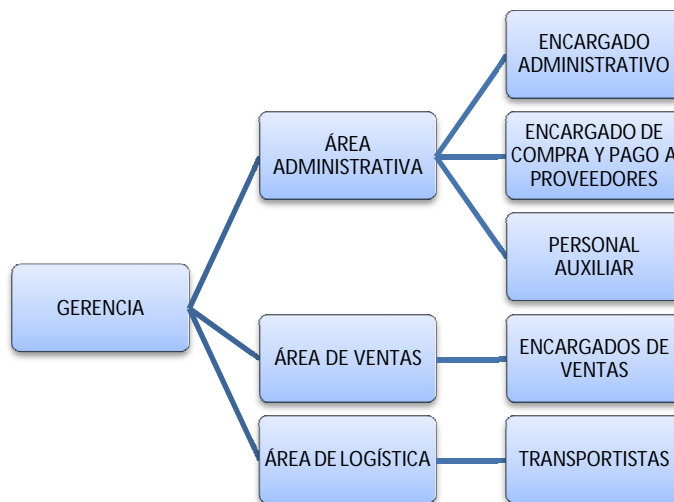 ENCARGADO
ADMINISTRATIVO
ÁREA
ADMINISTRATIVA
ENCARGADO DE
COMPRA Y PAGO A
PROVEEDORES
PERSONAL
AUXILIAR
GERENCIA
ÁREA DE VENTAS
ENCARGADOS DE
VENTAS
ÁREA DE LOGÍSTICA
TRANSPORTISTAS